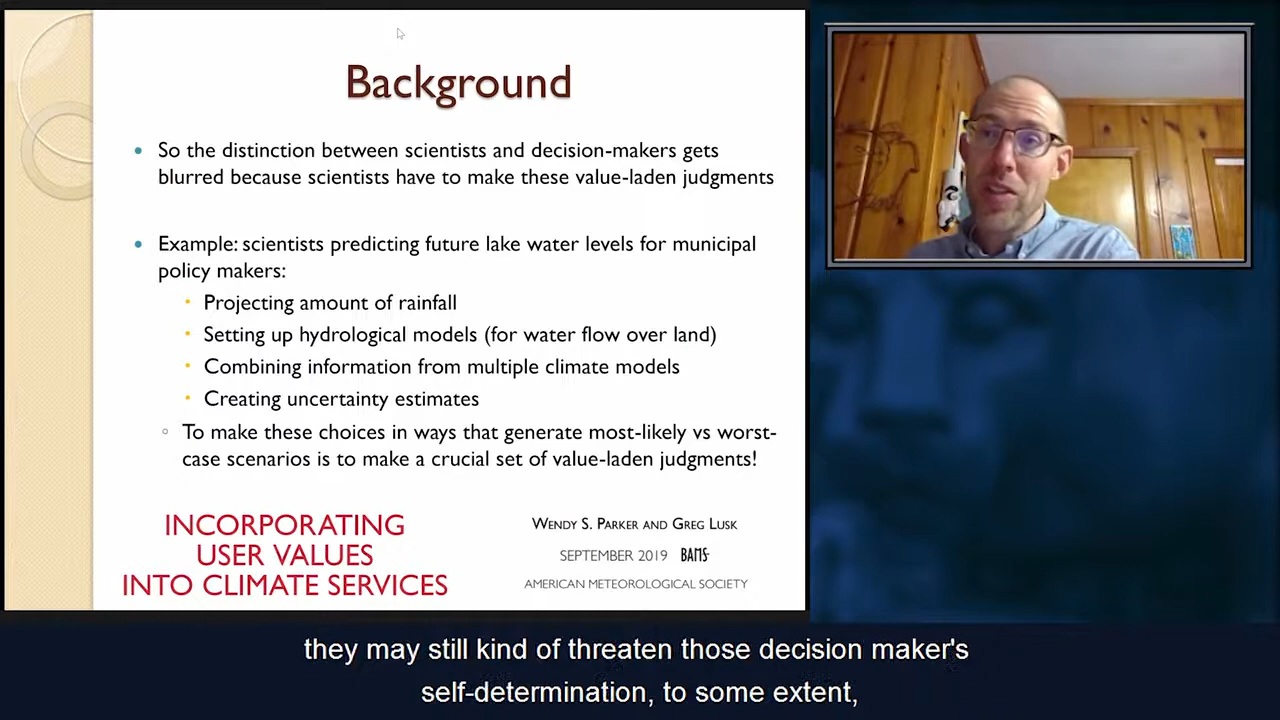 Background
So the distinction between scientists and decision-makers gets
blurred because scientists have to make these value-laden judgments
Example: scientists predicting future lake water levels for municipal
policy makers:
Projecting amount of rainfall
Setting up hydrological models (for water flow over land)
Combining information from multiple climate models
Creating uncertainty estimates
To make these choices in ways that generate most-likely vs worst-
case scenarios is to make a crucial set of value-laden judgments!
INCORPORATING
USER VALUES
INTO CLIMATE SERVICES
WENDY S. PARKER AND GREG LUSK
SEPTEMBER 2019 BAMS
AMERICAN METEOROLOGICAL SOCIETY
they may still kind of threaten those decision maker's
self-determination, to some extent,